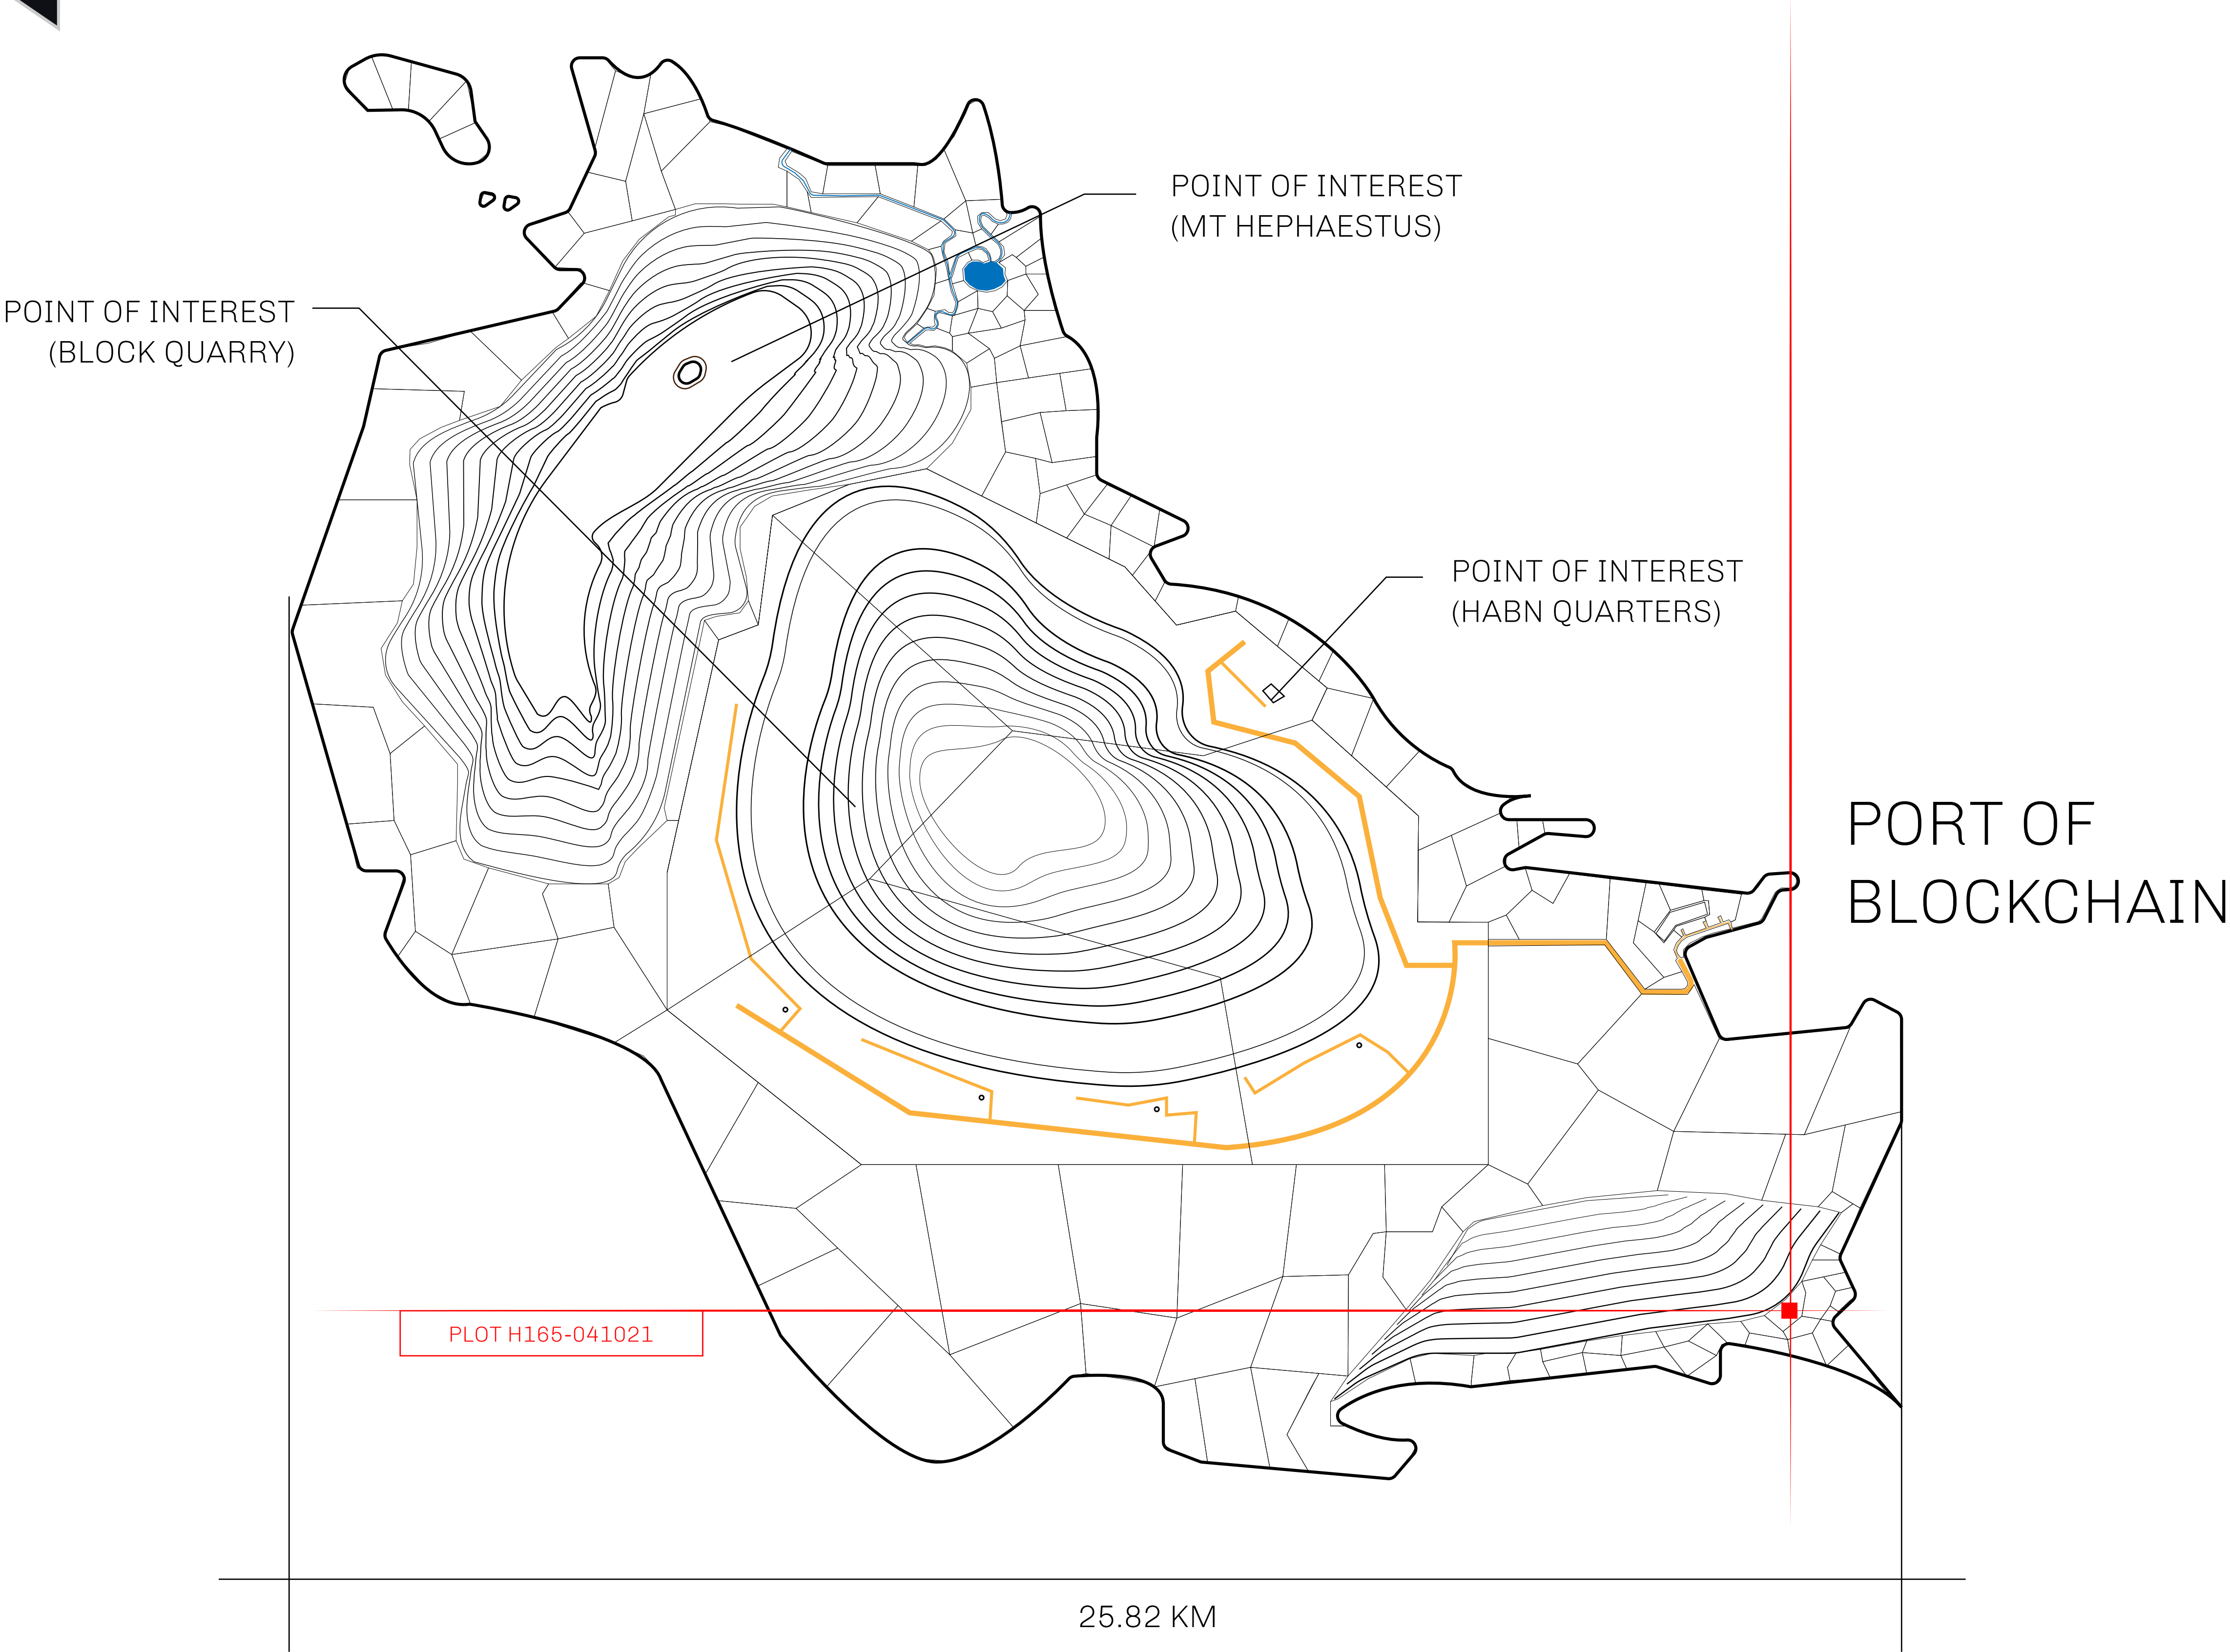 POINT OF INTEREST
(MT HEPHAESTUS)
POINT OF INTEREST
(BLOCK QUARRY)
POINT OF INTEREST
(HABN QUARTERS)
PORT OF
BLOCKCHAIN
PLOT H165-041021
25.82 KM